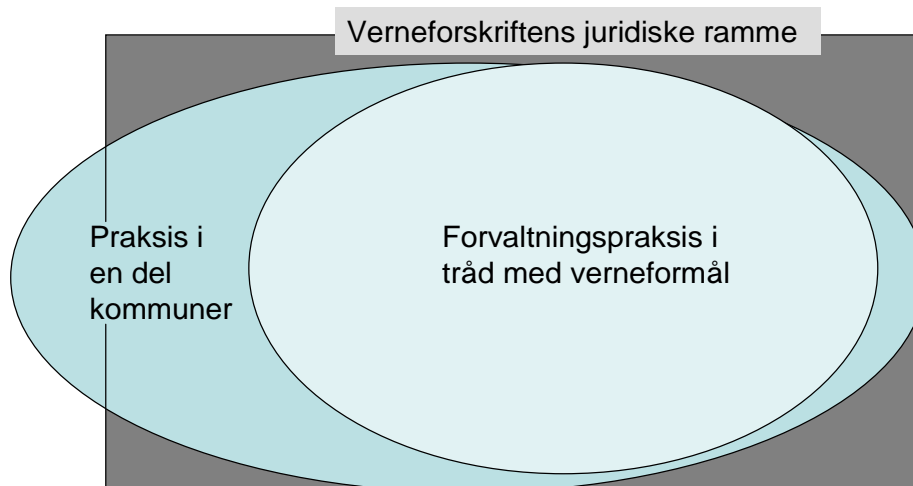 Verneforskriftens juridiske ramme
Praksis i
en del
kommuner
Forvaltningspraksis i
tråd med verneformål